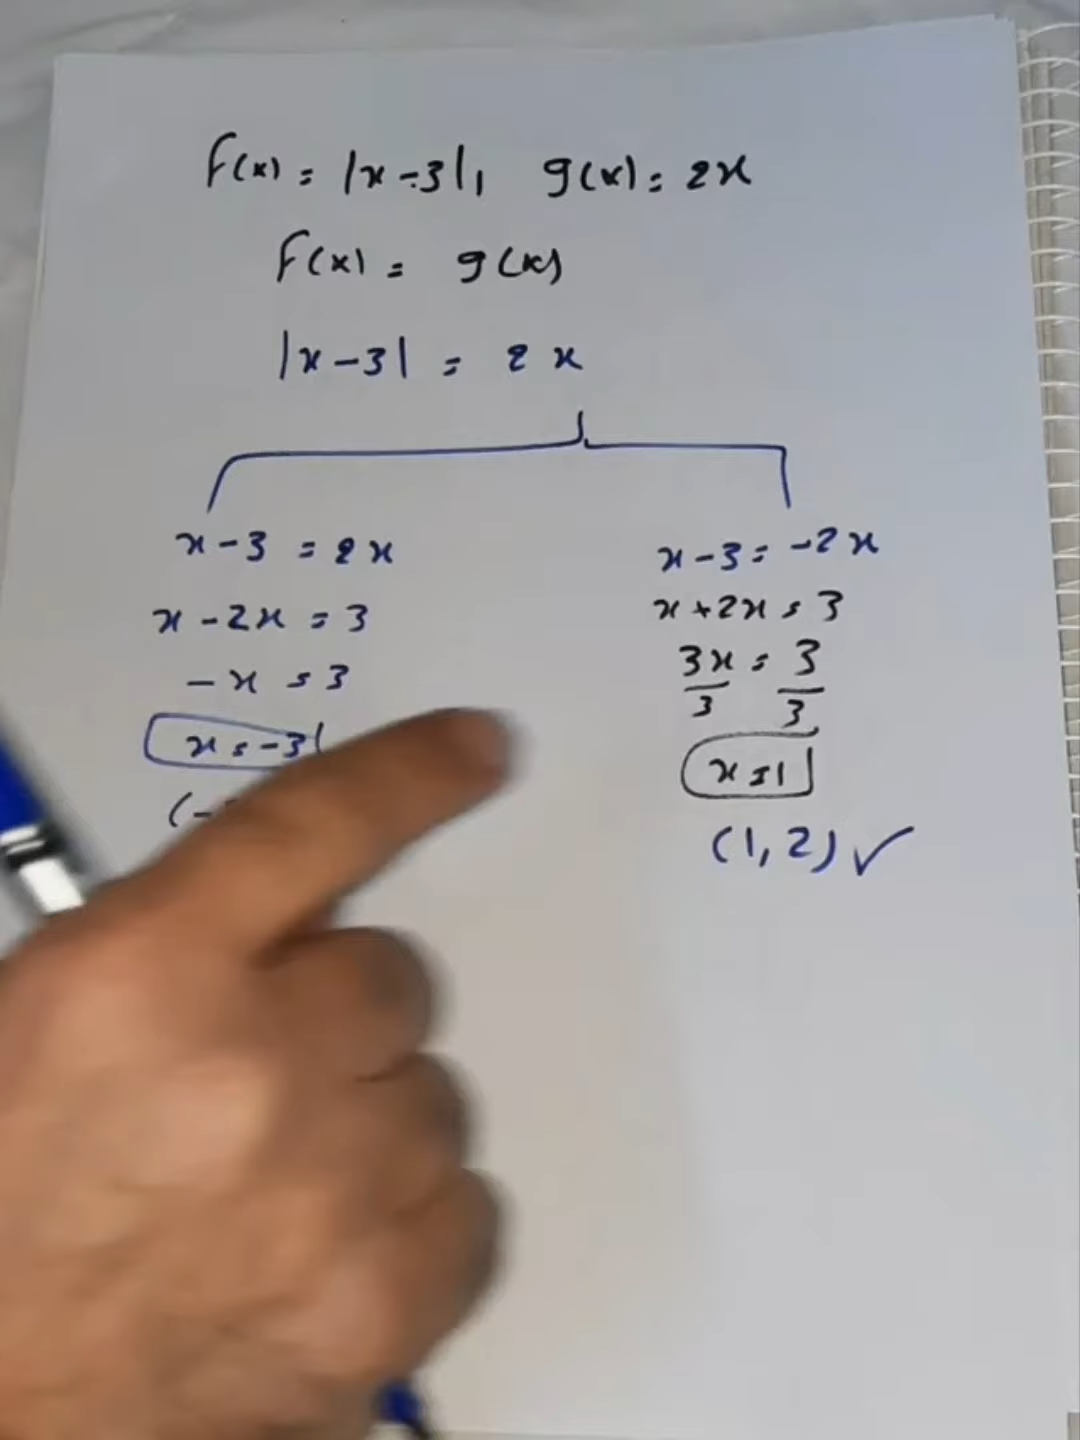 F(x) = |x-3|, g(x) = 2x
F(x) = g(x)
|x-3| = 2x
x-3 = 2x
x-2x = 3
-x = 3
x = -3
(-
x-3 = -2x
x+2x = 3
3x = 3
3 3
x = 1
(1, 2) ✓